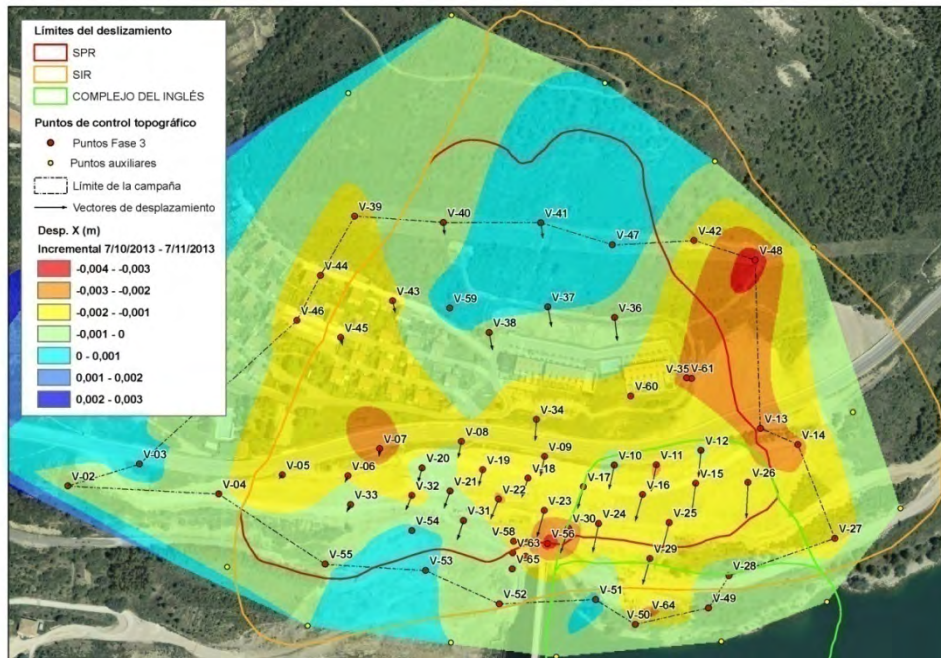 Límites del deslizamiento
SPR
SIR
COMPLEJO DEL INGLÉS
Puntos de control topográfico
Puntos Fase 3
Puntos auxiliares
Límite de la campaña
Vectores de desplazamiento
Desp. X (m)
Incremental 7/10/2013 - 7/11/2013
-0,004 - -0,003
-0,003 - -0,002
-0,002 - -0,001
-0,001 - 0
0 - 0,001
0,001 - 0,002
0,002 - 0,003
V-39
V-40
V-41
V-47
V-42
V-48
V-44
V-43
V-59
V-37
V-36
V-46
V-45
V-38
V-35
V-61
V-60
V-34
V-13
V-14
V-07
V-08
V-09
V-12
V-03
V-02
V-05
V-06
V-20
V-19
V-18
V-10
V-11
V-04
V-33
V-32
V-21
V-22
V-17
V-16
V-15
V-26
V-54
V-31
V-23
V-30
V-24
V-25
V-27
V-58
V-63
V-56
V-65
V-29
V-55
V-53
V-28
V-52
V-51
V-64
V-49
V-50